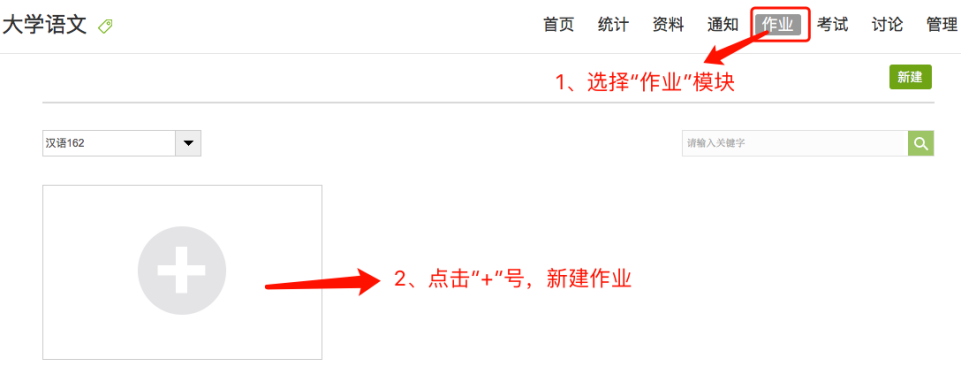 大学语文 首页 统计 资料 通知 作业 考试 讨论 管理
1、选择“作业”模块 新建
汉语162 请输入关键字
2、点击“+”号，新建作业